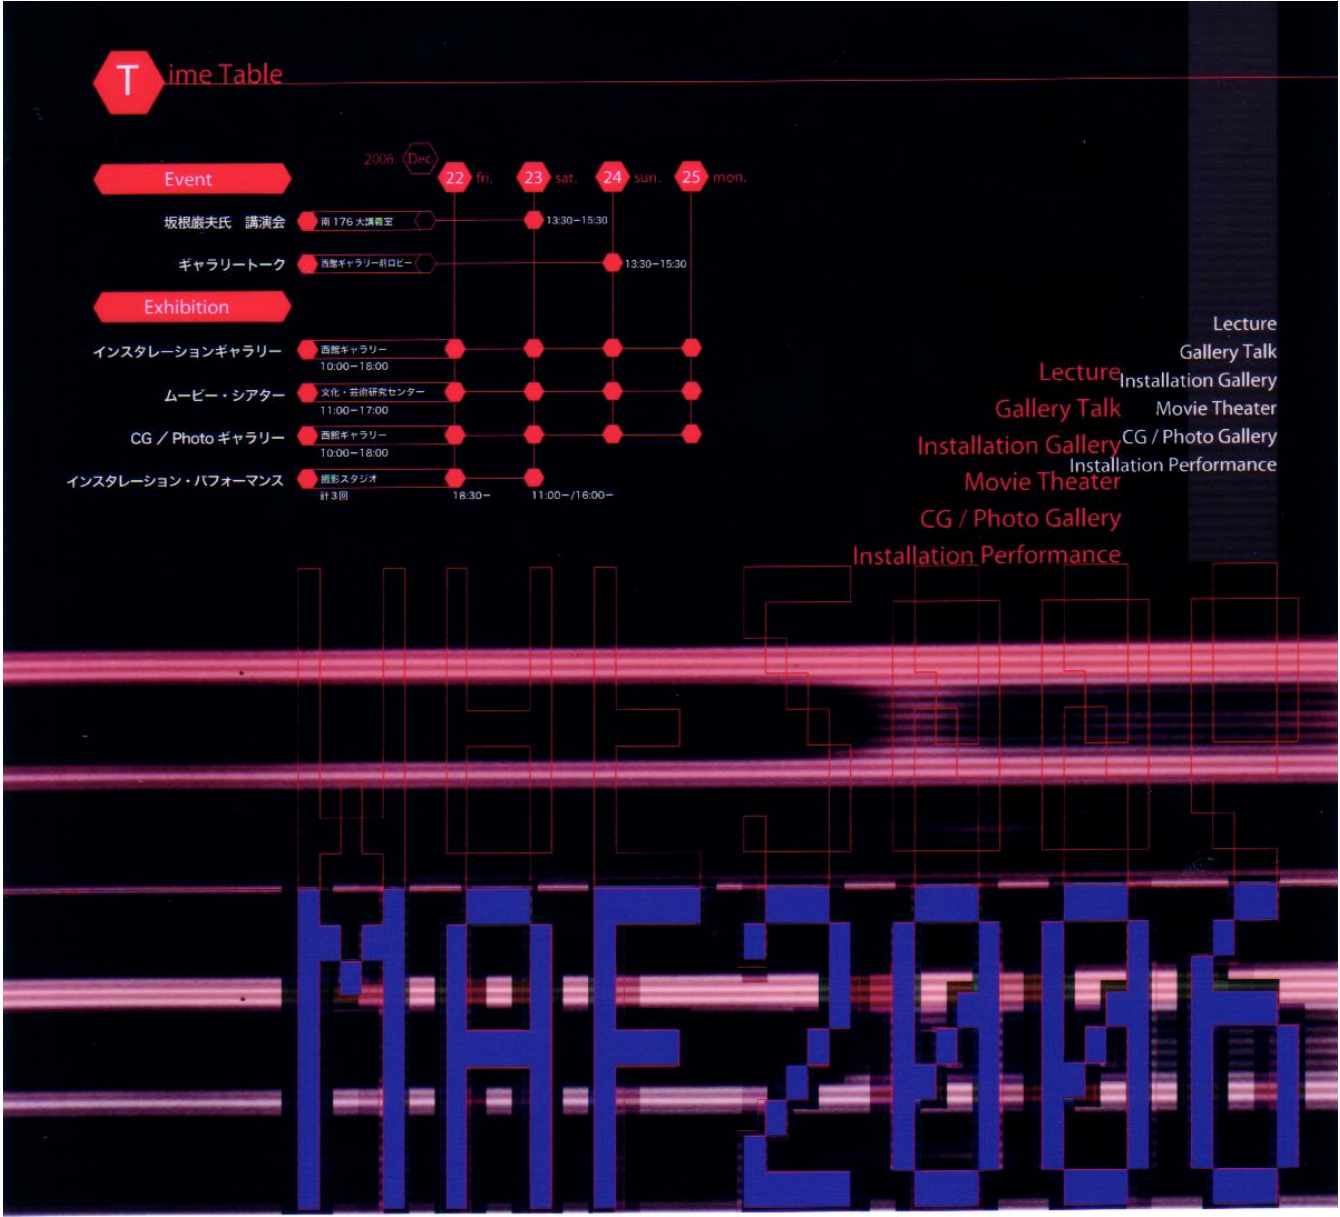 Time Table
2006. Dec 22 fri. 23 sat. 24 sun. 25 mon.
Event
坂根巌夫氏 講演会 南 176 大講義室 13:30−15:30
ギャラリートーク 西館ギャラリー前ロビー 13:30−15:30
Exhibition
インスタレーションギャラリー 西館ギャラリー
10:00−18:00
ムービー・シアター 文化・芸術研究センター
11:00−17:00
CG / Photo ギャラリー 西館ギャラリー
10:00−18:00
インスタレーション・パフォーマンス 撮影スタジオ
計3回 18:30− 11:00−/16:00−
Lecture
Gallery Talk
Installation Gallery
Movie Theater
CG / Photo Gallery
Installation Performance
Lecture
Gallery Talk
Installation Gallery
Movie Theater
CG / Photo Gallery
Installation Performance
MAF2006